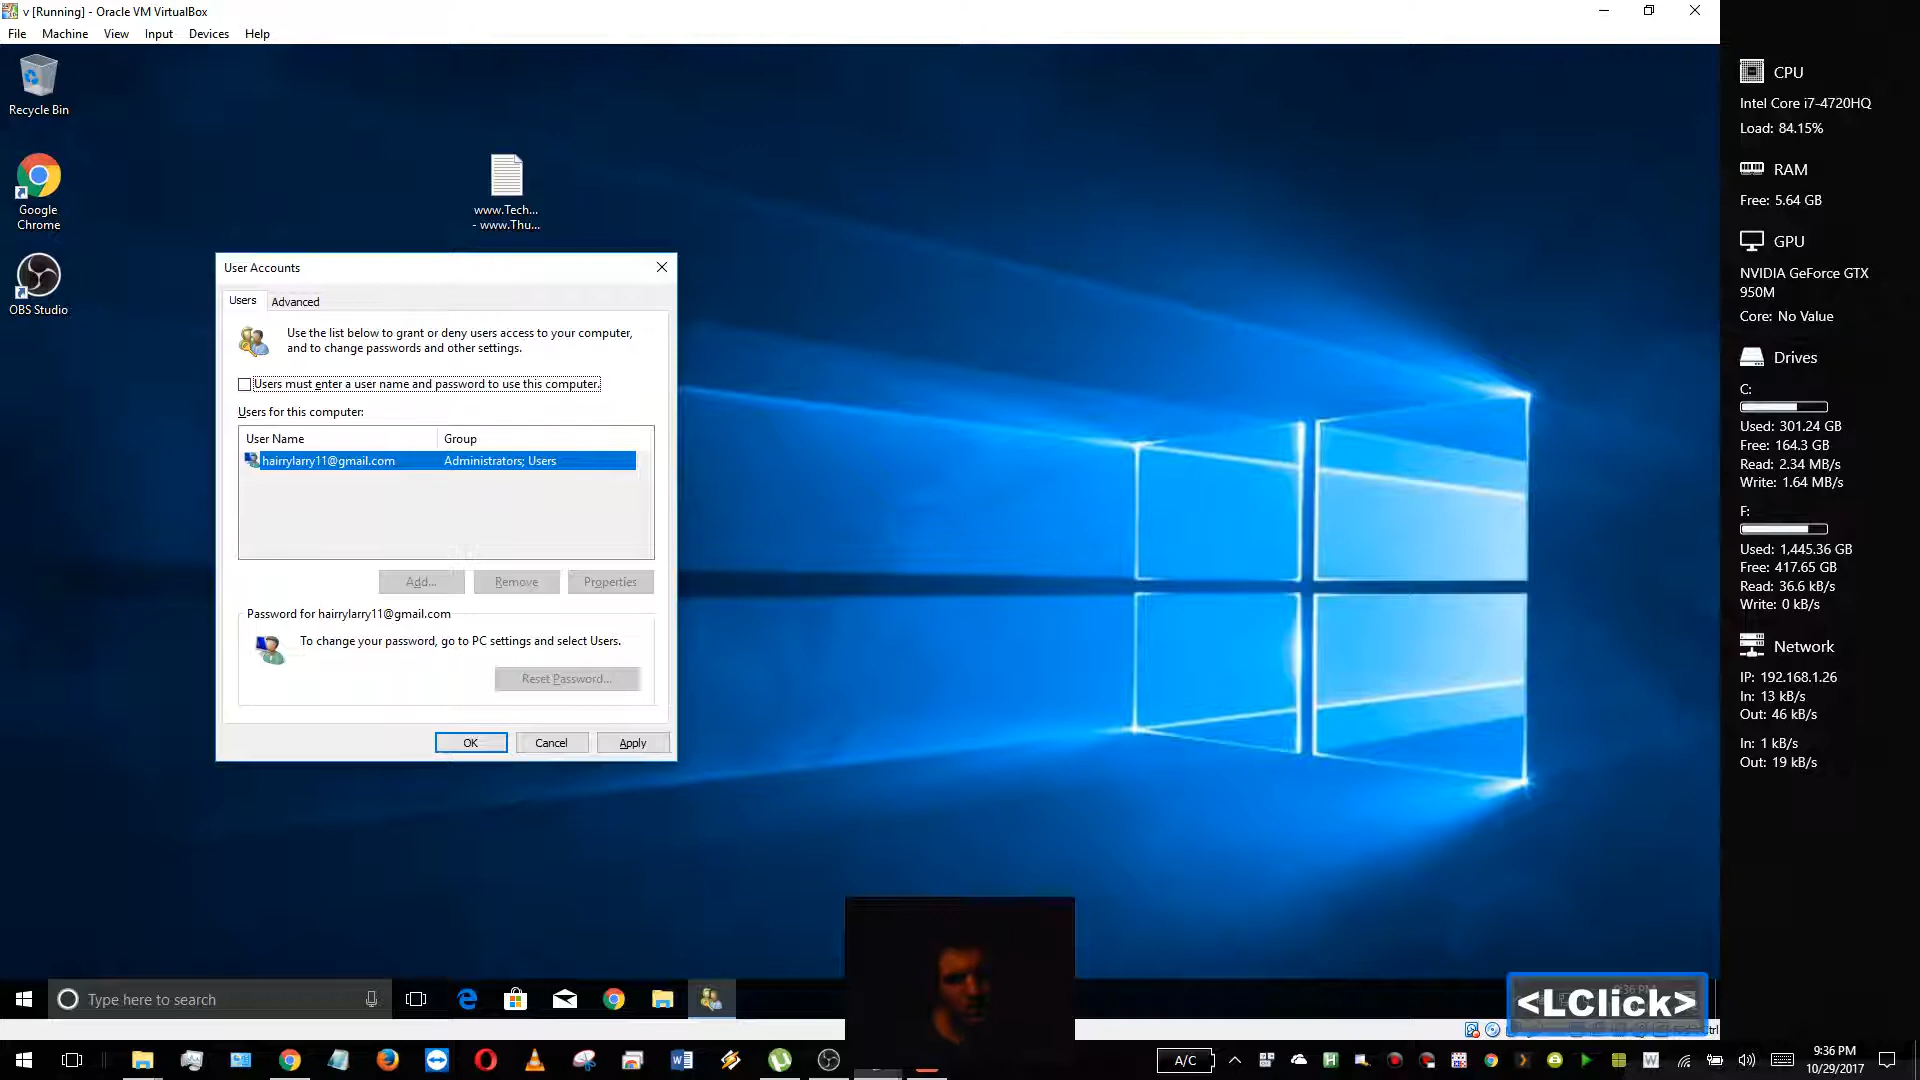 v [Running] - Oracle VM VirtualBox
File Machine View Input Devices Help
Recycle Bin
Google
Chrome
OBS Studio
www.Tech...
- www.Thu...
User Accounts
Users Advanced
Use the list below to grant or deny users access to your computer,
and to change passwords and other settings.
Users must enter a user name and password to use this computer.
Users for this computer:
User Name Group
hairrylarry11@gmail.com Administrators; Users
Add... Remove Properties
Password for hairrylarry11@gmail.com
To change your password, go to PC settings and select Users.
Reset Password...
OK Cancel Apply
CPU
Intel Core i7-4720HQ
Load: 84.15%
RAM
Free: 5.64 GB
GPU
NVIDIA GeForce GTX
950M
Core: No Value
Drives
C:
Used: 301.24 GB
Free: 164.3 GB
Read: 2.34 MB/s
Write: 1.64 MB/s
F:
Used: 1,445.36 GB
Free: 417.65 GB
Read: 36.6 kB/s
Write: 0 kB/s
Network
IP: 192.168.1.26
In: 13 kB/s
Out: 46 kB/s
In: 1 kB/s
Out: 19 kB/s
Type here to search
9:36 PM
<LClick>
Ctrl
A/C
9:36 PM
10/29/2017